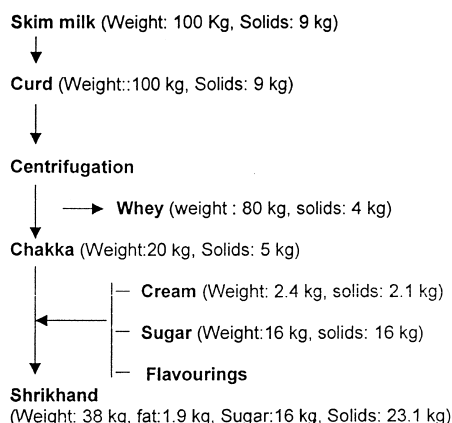 Skim milk (Weight: 100 Kg, Solids: 9 kg)
Curd (Weight::100 kg, Solids: 9 kg)
Centrifugation
Whey (weight : 80 kg, solids: 4 kg)
Chakka (Weight:20 kg, Solids: 5 kg)
Cream (Weight: 2.4 kg, solids: 2.1 kg)
Sugar (Weight:16 kg, solids: 16 kg)
Flavourings
Shrikhand
(Weight: 38 kg, fat:1.9 kg, Sugar:16 kg, Solids: 23.1 kg)